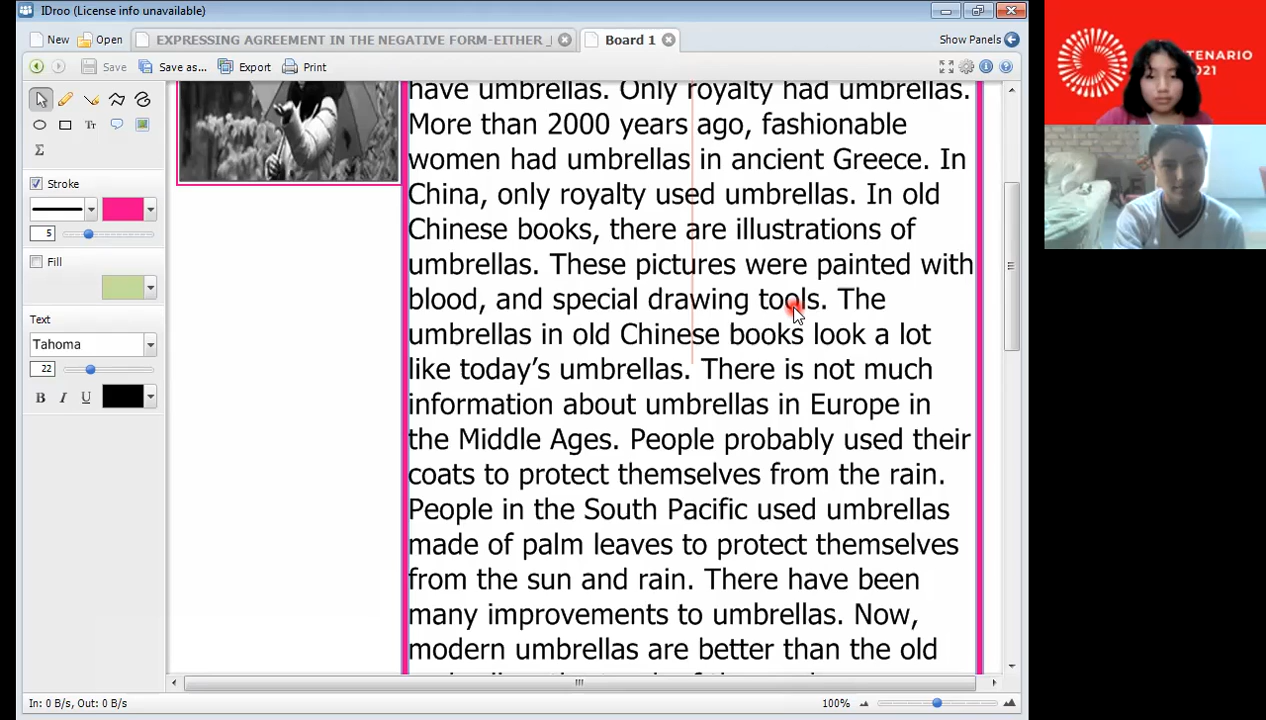 IDroo (License info unavailable)
New Open EXPRESSING AGREEMENT IN THE NEGATIVE FORM-EITHER_ Board 1 Show Panels
Save Save as... Export Print
Tr
Σ
Stroke
5
Fill
Text
Tahoma
22
B I U
have umbrellas. Only royalty had umbrellas.
More than 2000 years ago, fashionable
women had umbrellas in ancient Greece. In
China, only royalty used umbrellas. In old
Chinese books, there are illustrations of
umbrellas. These pictures were painted with
blood, and special drawing tools. The
umbrellas in old Chinese books look a lot
like today’s umbrellas. There is not much
information about umbrellas in Europe in
the Middle Ages. People probably used their
coats to protect themselves from the rain.
People in the South Pacific used umbrellas
made of palm leaves to protect themselves
from the sun and rain. There have been
many improvements to umbrellas. Now,
modern umbrellas are better than the old
In: 0 B/s, Out: 0 B/s
100%
2021